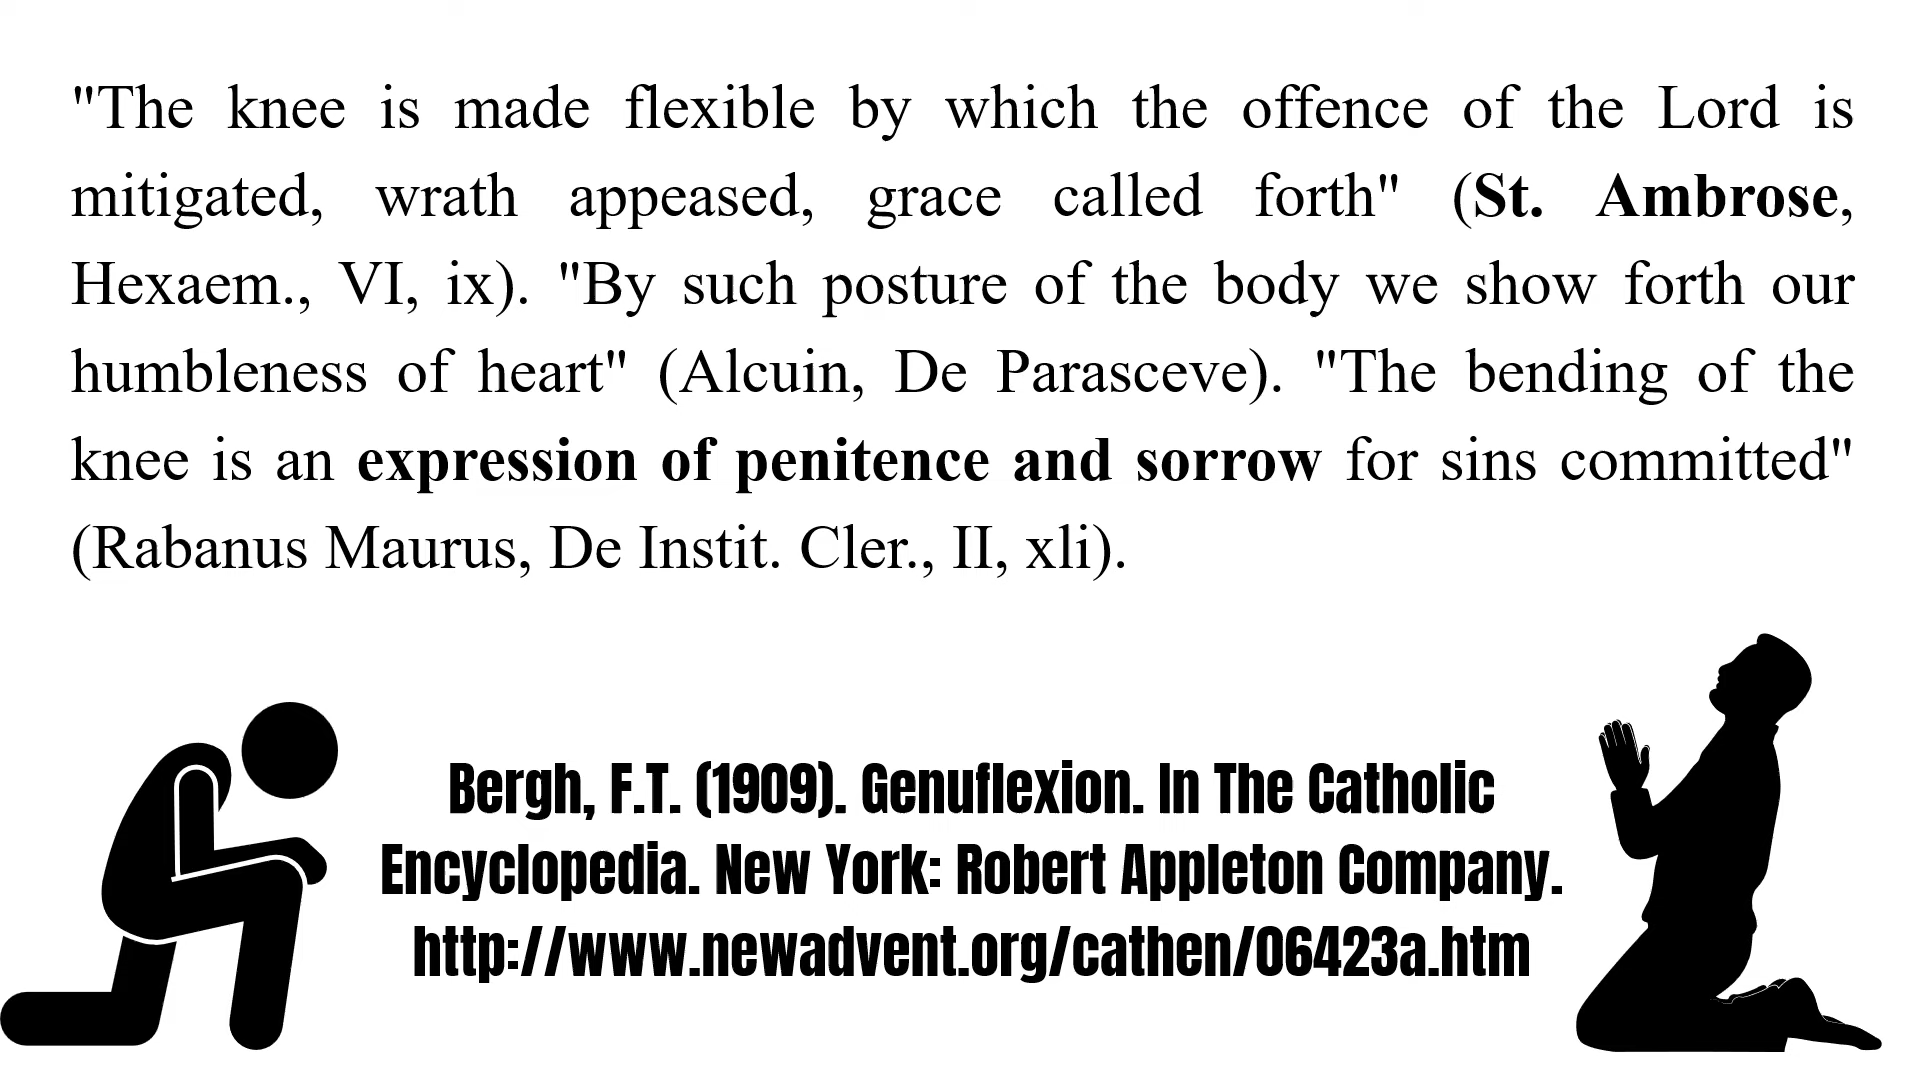 "The knee is made flexible by which the offence of the Lord is
mitigated, wrath appeased, grace called forth" (St. Ambrose,
Hexaem., VI, ix). "By such posture of the body we show forth our
humbleness of heart" (Alcuin, De Parasceve). "The bending of the
knee is an expression of penitence and sorrow for sins committed"
(Rabanus Maurus, De Instit. Cler., II, xli).
Bergh, F.T. (1909). Genuflexion. In The Catholic
Encyclopedia. New York: Robert Appleton Company.
http://www.newadvent.org/cathen/06423a.htm